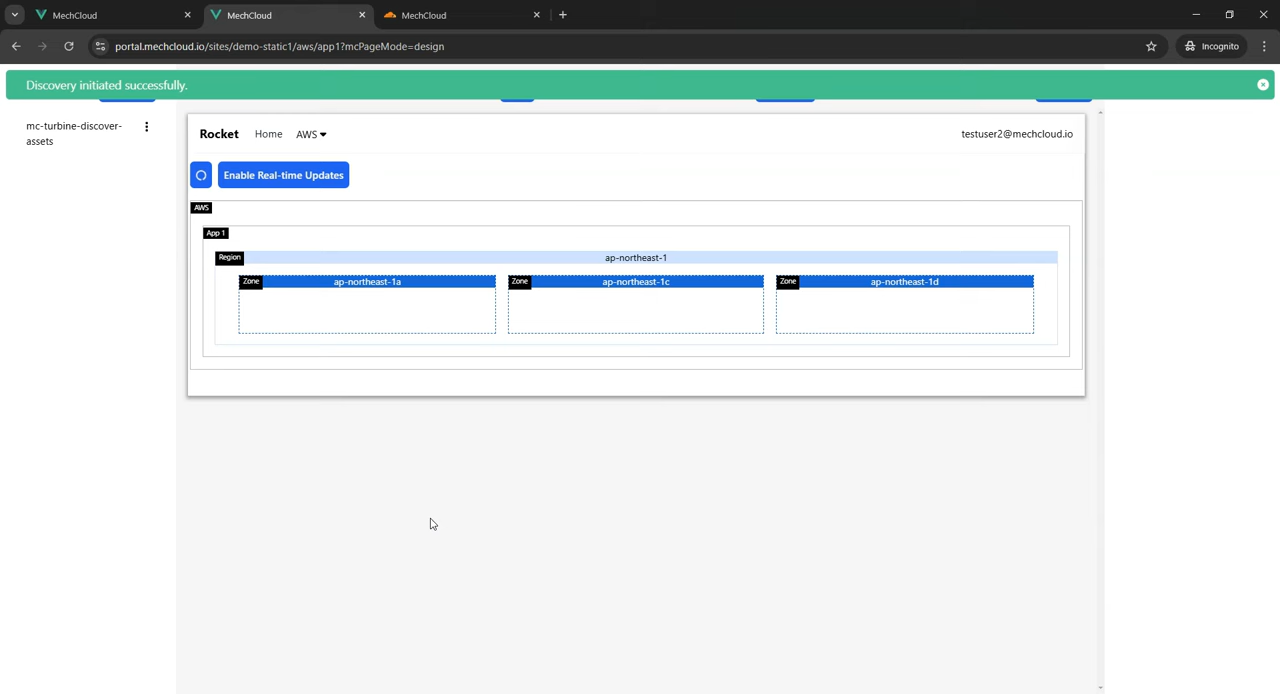 MechCloud
MechCloud
MechCloud
portal.mechcloud.io/sites/demo-static1/aws/app1?mcPageMode=design
Incognito
Discovery initiated successfully.
mc-turbine-discover-
assets
Rocket
Home
AWS
testuser2@mechcloud.io
Enable Real-time Updates
AWS
App 1
Region
ap-northeast-1
Zone
ap-northeast-1a
Zone
ap-northeast-1c
Zone
ap-northeast-1d